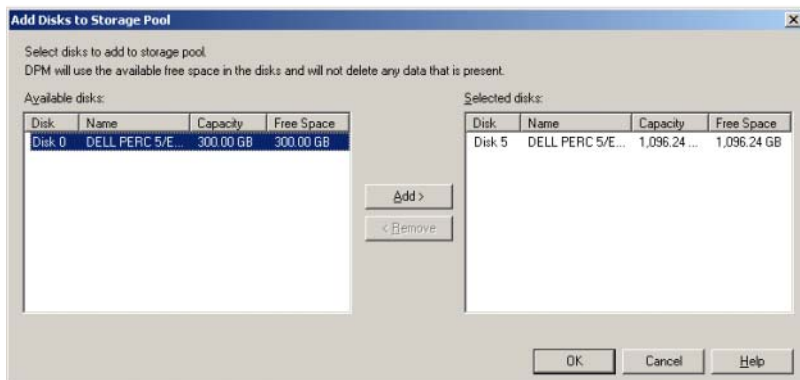 Add Disks to Storage Pool
Select disks to add to storage pool.
DPM will use the available free space in the disks and will not delete any data that is present.
Available disks:
Selected disks:
Disk Name Capacity Free Space
Disk 0 DELL PERC 5/E... 300.00 GB 300.00 GB
Disk Name Capacity Free Space
Disk 5 DELL PERC 5/E... 1,096.24 ... 1,096.24 GB
Add >
< Remove
OK Cancel Help